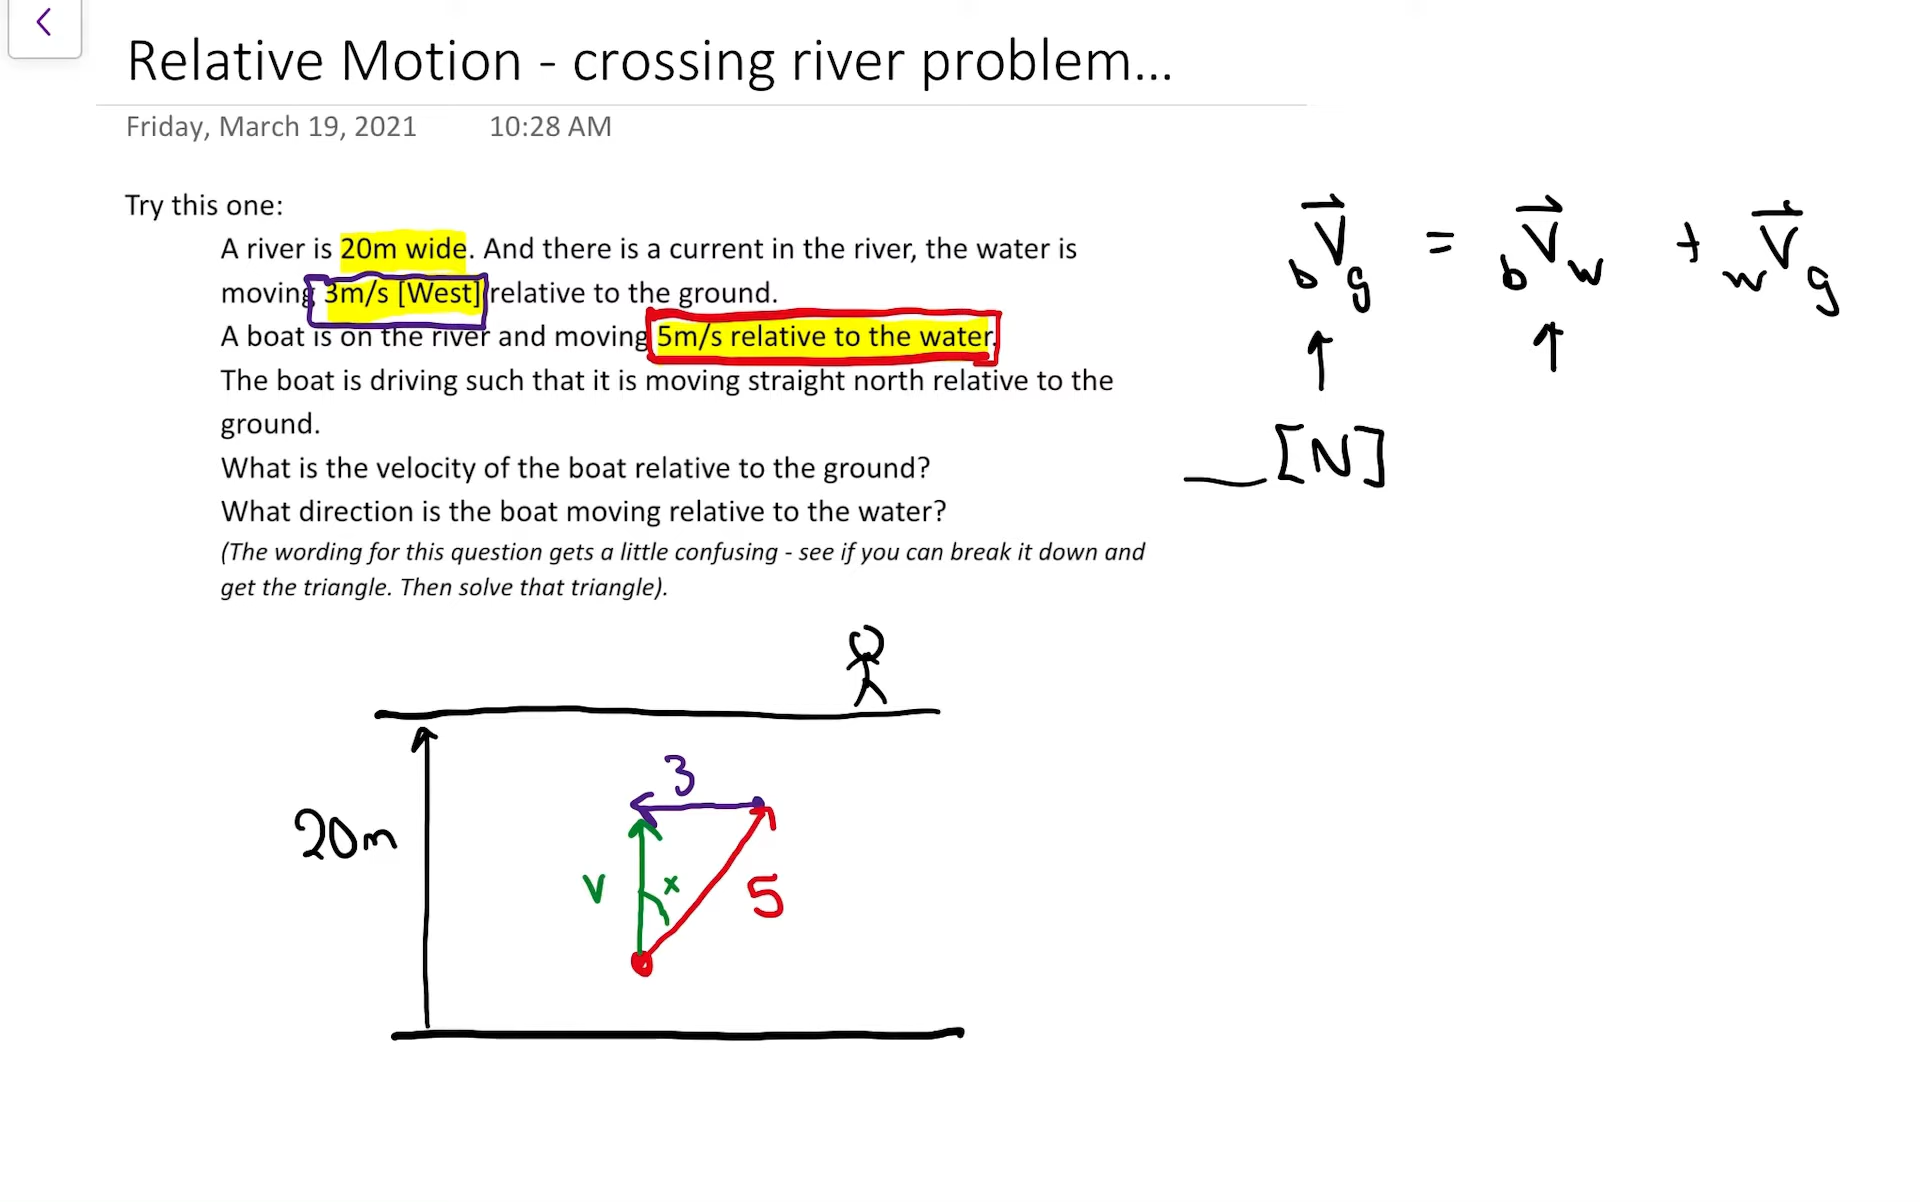 Relative Motion - crossing river problem...
Friday, March 19, 2021 10:28 AM
Try this one:
A river is 20m wide. And there is a current in the river, the water is
moving 3m/s [West] relative to the ground.
A boat is on the river and moving 5m/s relative to the water.
The boat is driving such that it is moving straight north relative to the
ground.
What is the velocity of the boat relative to the ground?
What direction is the boat moving relative to the water?
(The wording for this question gets a little confusing - see if you can break it down and
get the triangle. Then solve that triangle).
b V g = b V w + w V g
__[N]
3
20m
V x 5